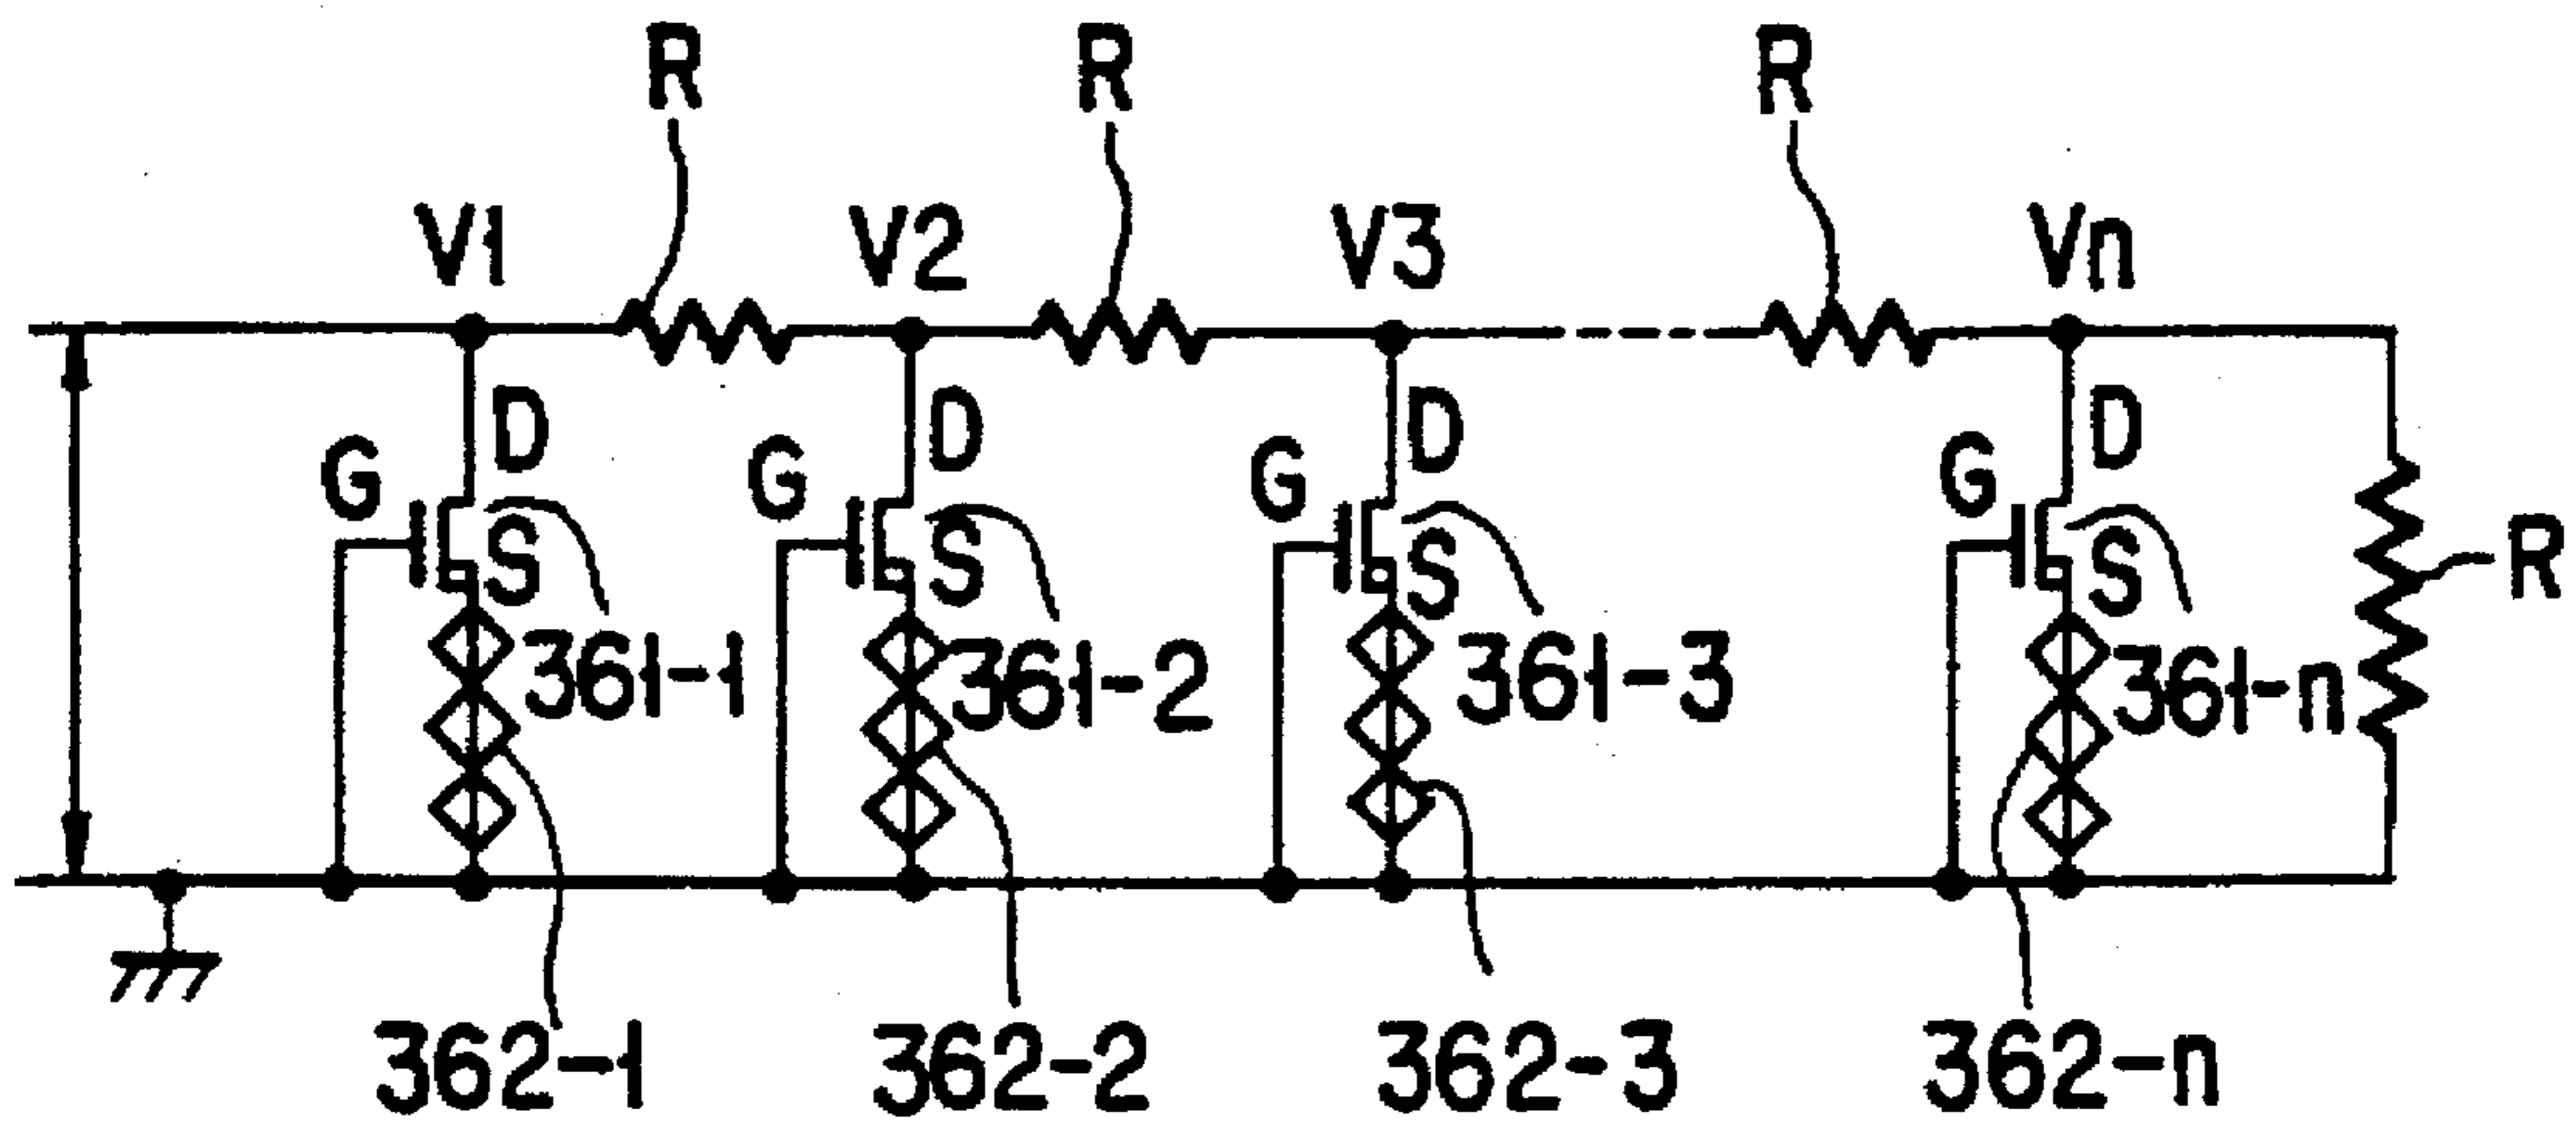 R R R
V1 V2 V3 Vn
D D D D
G G G G
S S S S
R
361-1 361-2 361-3 361-n
362-1 362-2 362-3 362-n